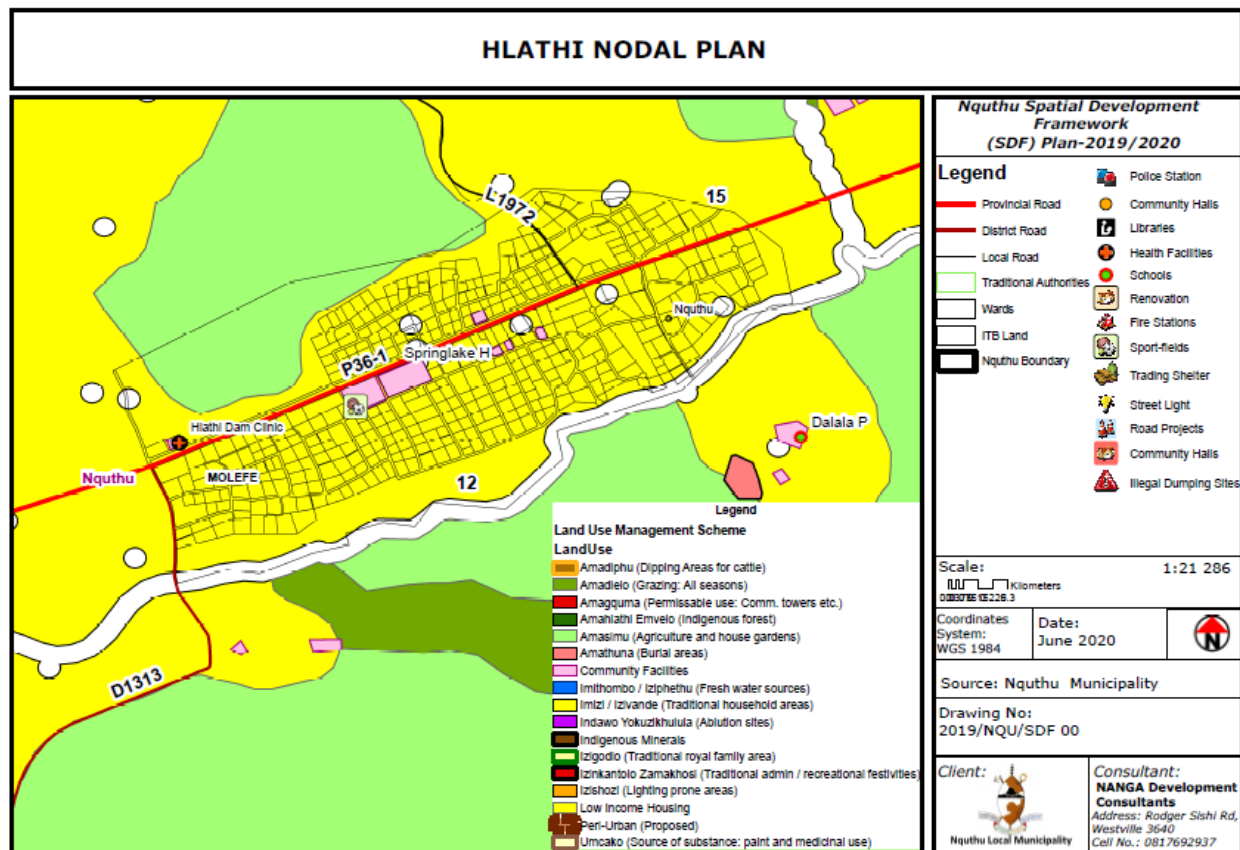 HLATHI NODAL PLAN
L1972
15
Nquthu
P36-1
Springlake H
Hlathi Dam Clinic
Dalala P
Nquthu
MOLEFE
12
D1313
Legend
Land Use Management Scheme
LandUse
Amadiphu (Dipping Areas for cattle)
Amadlelo (Grazing: All seasons)
Amagquma (Permissable use: Comm. towers etc.)
Amahlathi Emvelo (Indigenous forest)
Amasimu (Agriculture and house gardens)
Amathuna (Burial areas)
Community Facilities
Imithombo / Iziphethu (Fresh water sources)
Imizi / Izivande (Traditional household areas)
Indawo Yokuzikhulula (Ablution sites)
Indigenous Minerals
Izigodlo (Traditional royal family area)
Izinkantolo Zamakhosi (Traditional admin / recreational festivities)
Izishozi (Lighting prone areas)
Low Income Housing
Peri-Urban (Proposed)
Umcako (Source of substance: paint and medicinal use)
Nquthu Spatial Development
Framework
(SDF) Plan-2019/2020
Legend
Provincial Road
District Road
Local Road
Traditional Authorities
Wards
ITB Land
Nquthu Boundary
Police Station
Community Halls
Libraries
Health Facilities
Schools
Renovation
Fire Stations
Sport-fields
Trading Shelter
Street Light
Road Projects
Community Halls
Illegal Dumping Sites
Scale: 1:21 286
Kilometers
Coordinates
System:
WGS 1984
Date:
June 2020
N
Source: Nquthu Municipality
Drawing No:
2019/NQU/SDF 00
Client:
Nquthu Local Municipality
Consultant:
NANGA Development
Consultants
Address: Rodger Sishi Rd,
Westville 3640
Cell No.: 0817692937